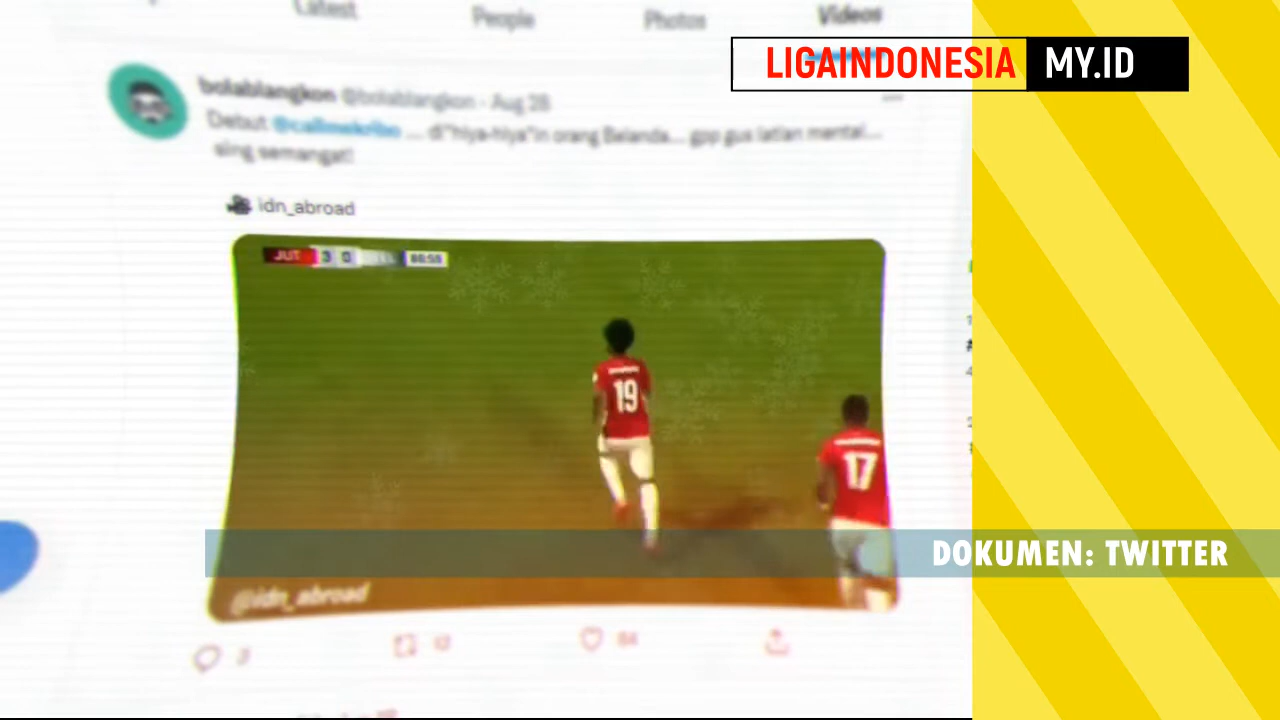 Latest People Photos Videos
LIGAINDONESIA MY.ID
bolablangkon @bolablangkon · Aug 28
Debut @callmekribo ... di"hiya-hiya"in orang Belanda... gpp gus latian mental...
sing semangat!
idn_abroad
JUT 3 0
19
17
DOKUMEN: TWITTER
@idn_abroad